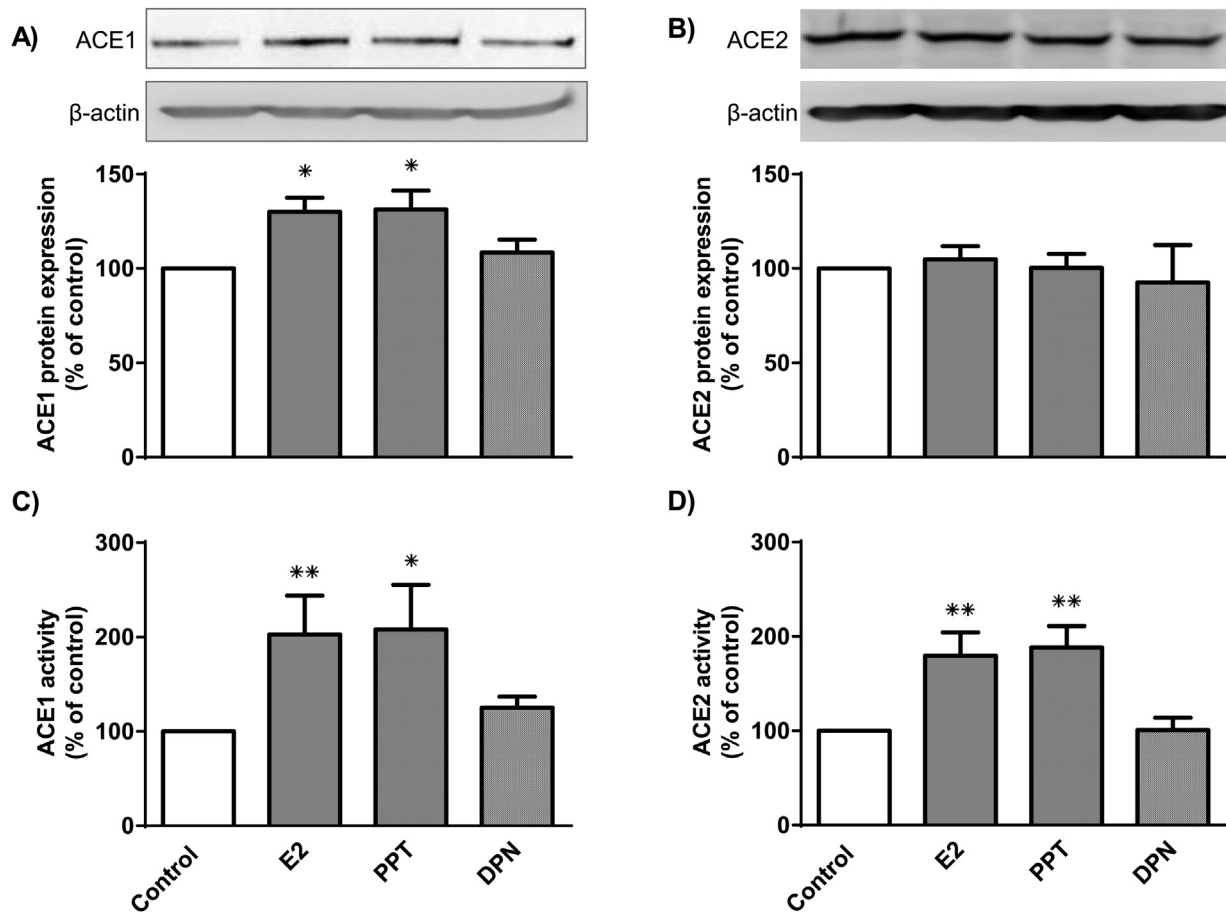 A)
ACE1
β-actin
ACE1 protein expression
(% of control)
150
100
50
0
*
*
B)
ACE2
β-actin
ACE2 protein expression
(% of control)
150
100
50
0
C)
ACE1 activity
(% of control)
300
200
100
0
**
*
Control
E2
PPT
DPN
D)
ACE2 activity
(% of control)
300
200
100
0
**
**
Control
E2
PPT
DPN